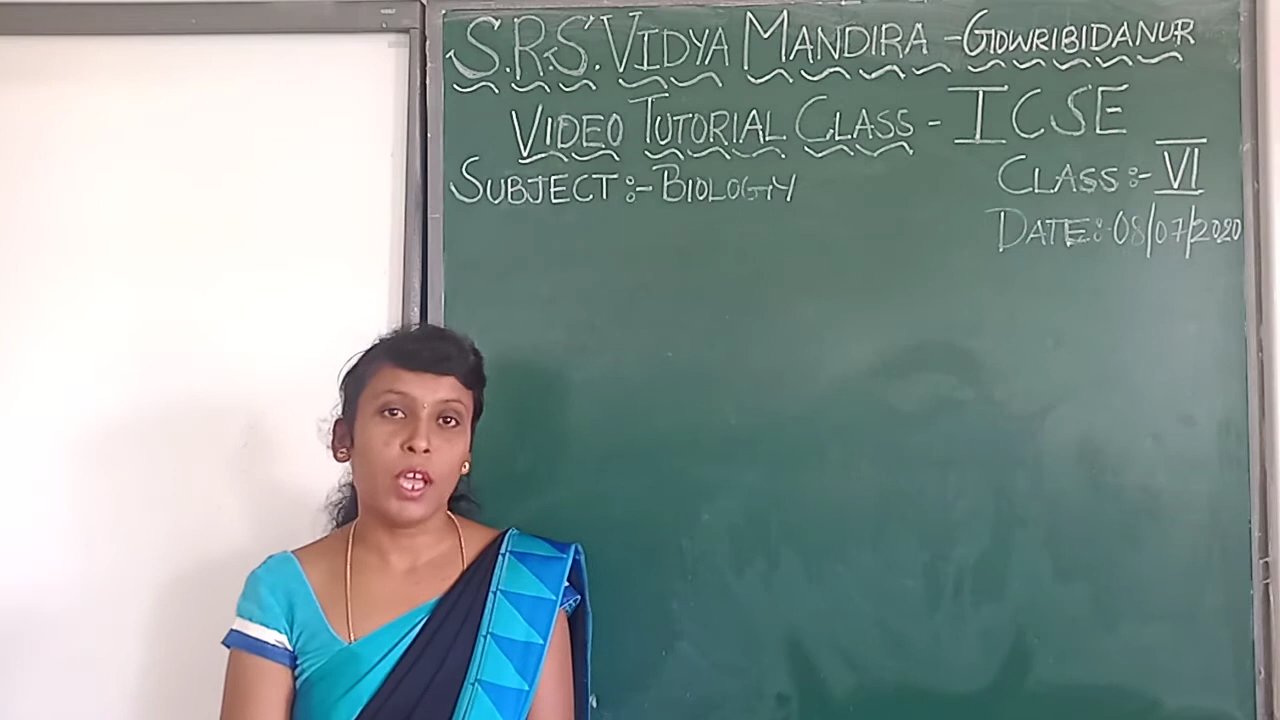 S.R.S. VIDYA MANDIRA - GOWRIBIDANUR
VIDEO TUTORIAL CLASS - ICSE
SUBJECT:- BIOLOGY
CLASS:- VI
DATE:- 08/07/2020